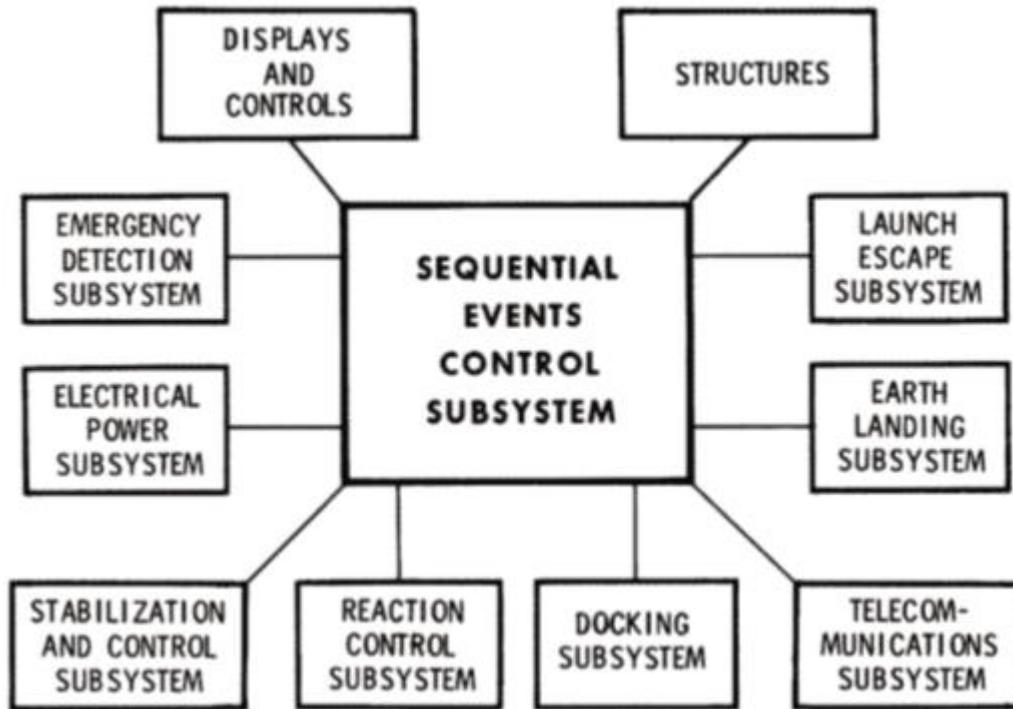 DISPLAYS
AND
CONTROLS
STRUCTURES
EMERGENCY
DETECTION
SUBSYSTEM
SEQUENTIAL
EVENTS
CONTROL
SUBSYSTEM
LAUNCH
ESCAPE
SUBSYSTEM
ELECTRICAL
POWER
SUBSYSTEM
EARTH
LANDING
SUBSYSTEM
STABILIZATION
AND CONTROL
SUBSYSTEM
REACTION
CONTROL
SUBSYSTEM
DOCKING
SUBSYSTEM
TELECOM-
MUNICATIONS
SUBSYSTEM